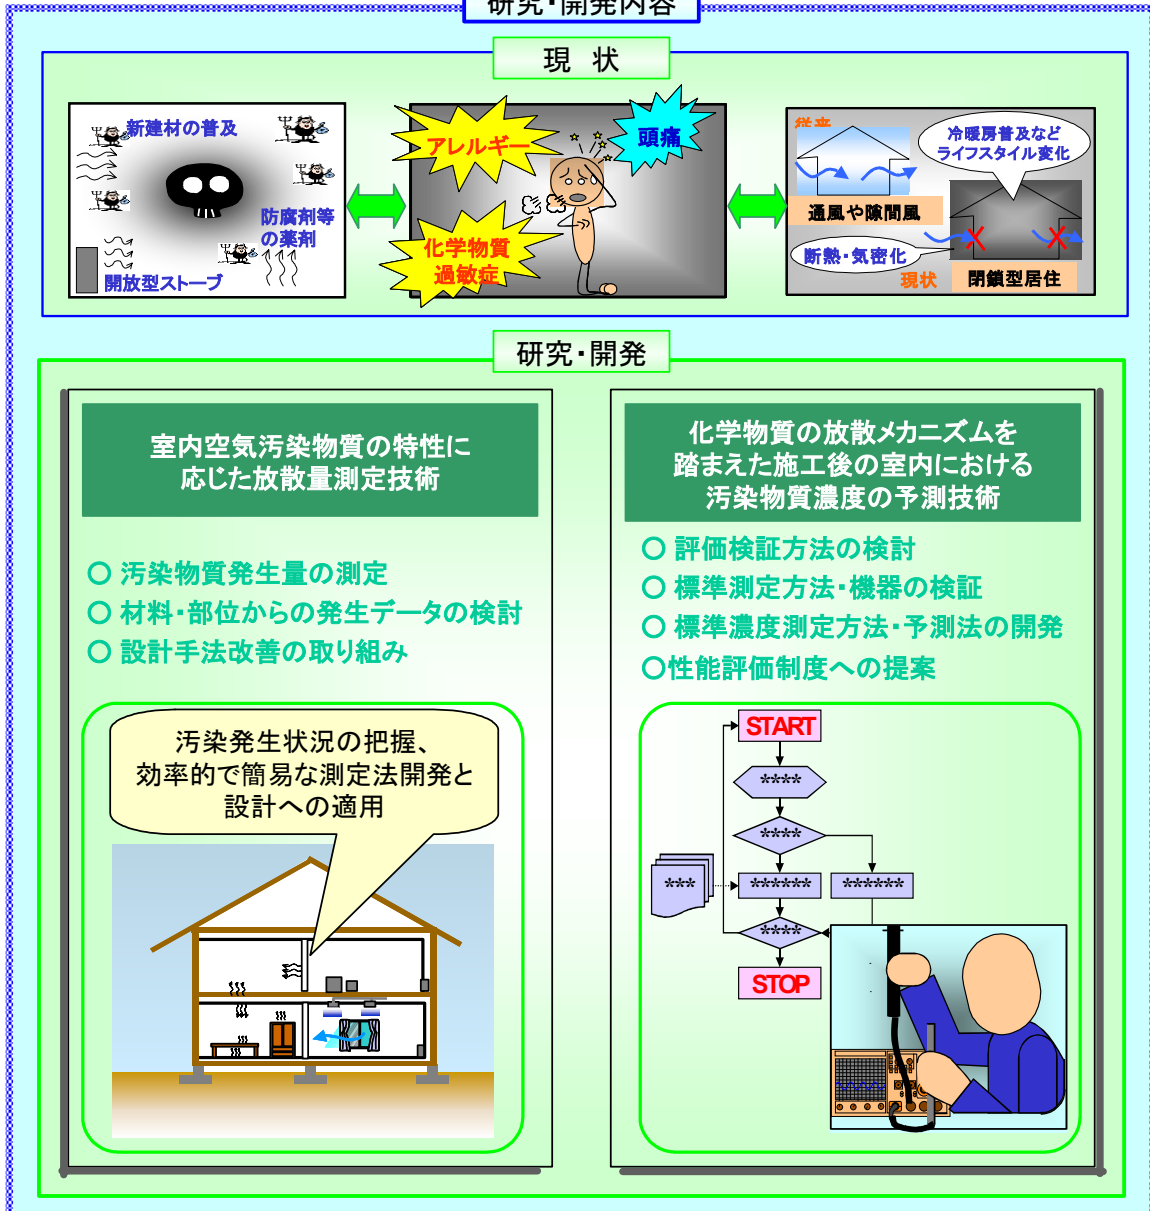 研究・開発内容
現 状
新建材の普及
防腐剤等
の薬剤
開放型ストーブ
アレルギー
頭痛
化学物質
過敏症
従来
冷暖房普及など
ライフスタイル変化
通風や隙間風
断熱・気密化
現状
閉鎖型居住
研究・開発
室内空気汚染物質の特性に
応じた放散量測定技術
○ 汚染物質発生量の測定
○ 材料・部位からの発生データの検討
○ 設計手法改善の取り組み
汚染発生状況の把握、
効率的で簡易な測定法開発と
設計への適用
化学物質の放散メカニズムを
踏まえた施工後の室内における
汚染物質濃度の予測技術
○ 評価検証方法の検討
○ 標準測定方法・機器の検証
○ 標準濃度測定方法・予測法の開発
○性能評価制度への提案
START
****
****
***
******
******
****
STOP